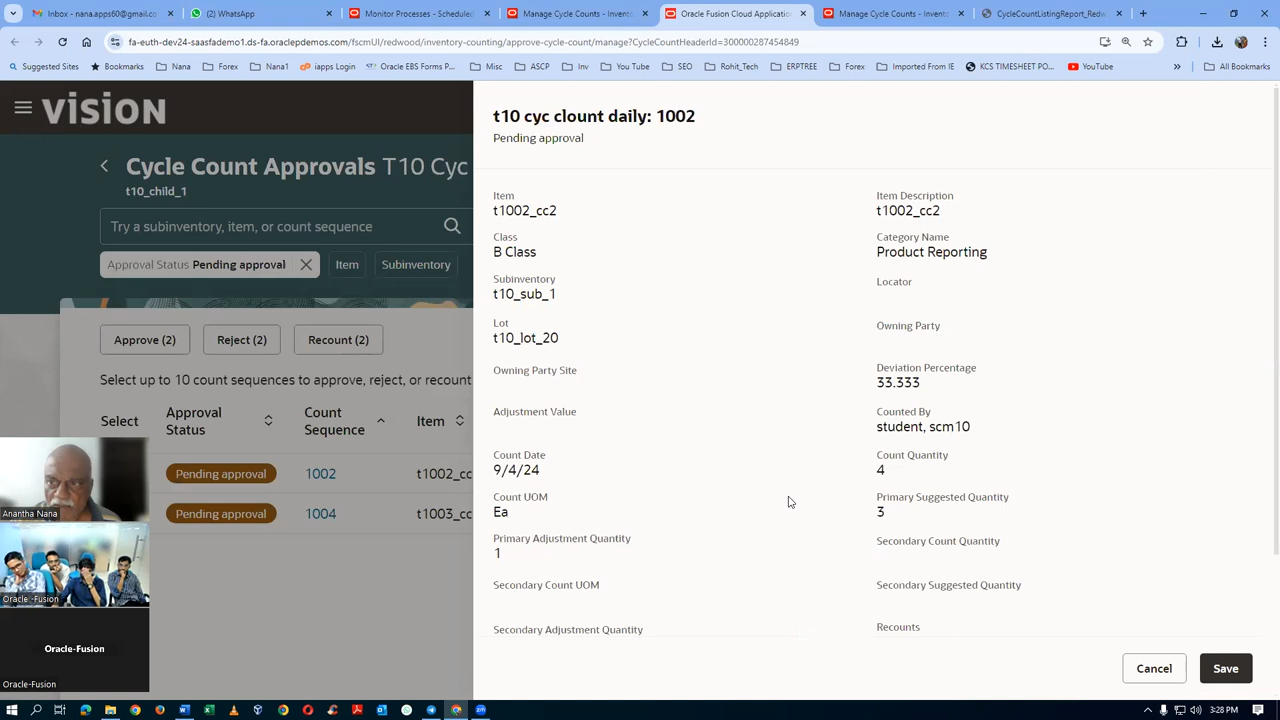 Inbox (5) - nana.apps60@gmail.co
(2) WhatsApp
Monitor Processes - Scheduled
Manage Cycle Counts - Inventor
Oracle Fusion Cloud Application
Manage Cycle Counts - Invento
CycleCountListingReport_Redw
fa-euth-dev24-saasfademo1.ds-fa.oraclepdemos.com/fscmUI/redwood/inventory-counting/approve-cycle-count/manage?CycleCountHeaderId=300000287454849
Suggested Sites
Bookmarks
Nana
Forex
Nana1
iapps Login
Oracle EBS Forms P...
Misc
ASCP
Inv
You Tube
SEO
Rohit_Tech
ERPTREE
Forex
Imported From IE
KCS TIMESHEET PO...
YouTube
»
All Bookmarks
VISION
Cycle Count Approvals T10 Cyc
t10_child_1
Try a subinventory, item, or count sequence
Approval Status Pending approval
Item
Subinventory
Approve (2)
Reject (2)
Recount (2)
Select up to 10 count sequences to approve, reject, or recount
Select
Approval Status
Count Sequence
Item
Pending approval
1002
t1002_cc
Pending approval
1004
t1003_cc
t10 cyc clount daily: 1002
Pending approval
Item
t1002_cc2
Item Description
t1002_cc2
Class
B Class
Category Name
Product Reporting
Subinventory
t10_sub_1
Locator
Lot
t10_lot_20
Owning Party
Owning Party Site
Deviation Percentage
33.333
Adjustment Value
Counted By
student, scm10
Count Date
9/4/24
Count Quantity
4
Count UOM
Ea
Primary Suggested Quantity
3
Primary Adjustment Quantity
1
Secondary Count Quantity
Secondary Count UOM
Secondary Suggested Quantity
Secondary Adjustment Quantity
Recounts
Cancel
Save
Anantha Nana
Oracle -Fusion
Oracle-Fusion
Oracle-Fusion
3:28 PM